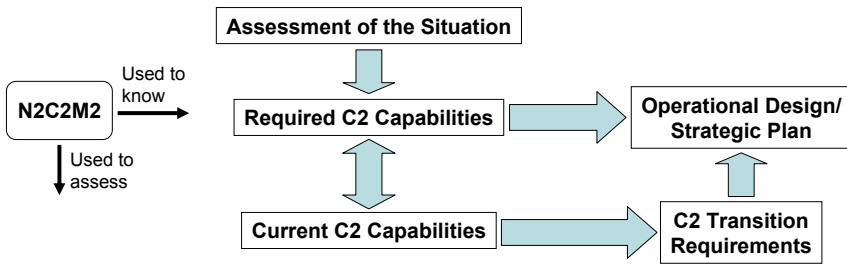 Assessment of the Situation
N2C2M2
Used to
know
Required C2 Capabilities
Operational Design/
Strategic Plan
Used to
assess
Current C2 Capabilities
C2 Transition
Requirements